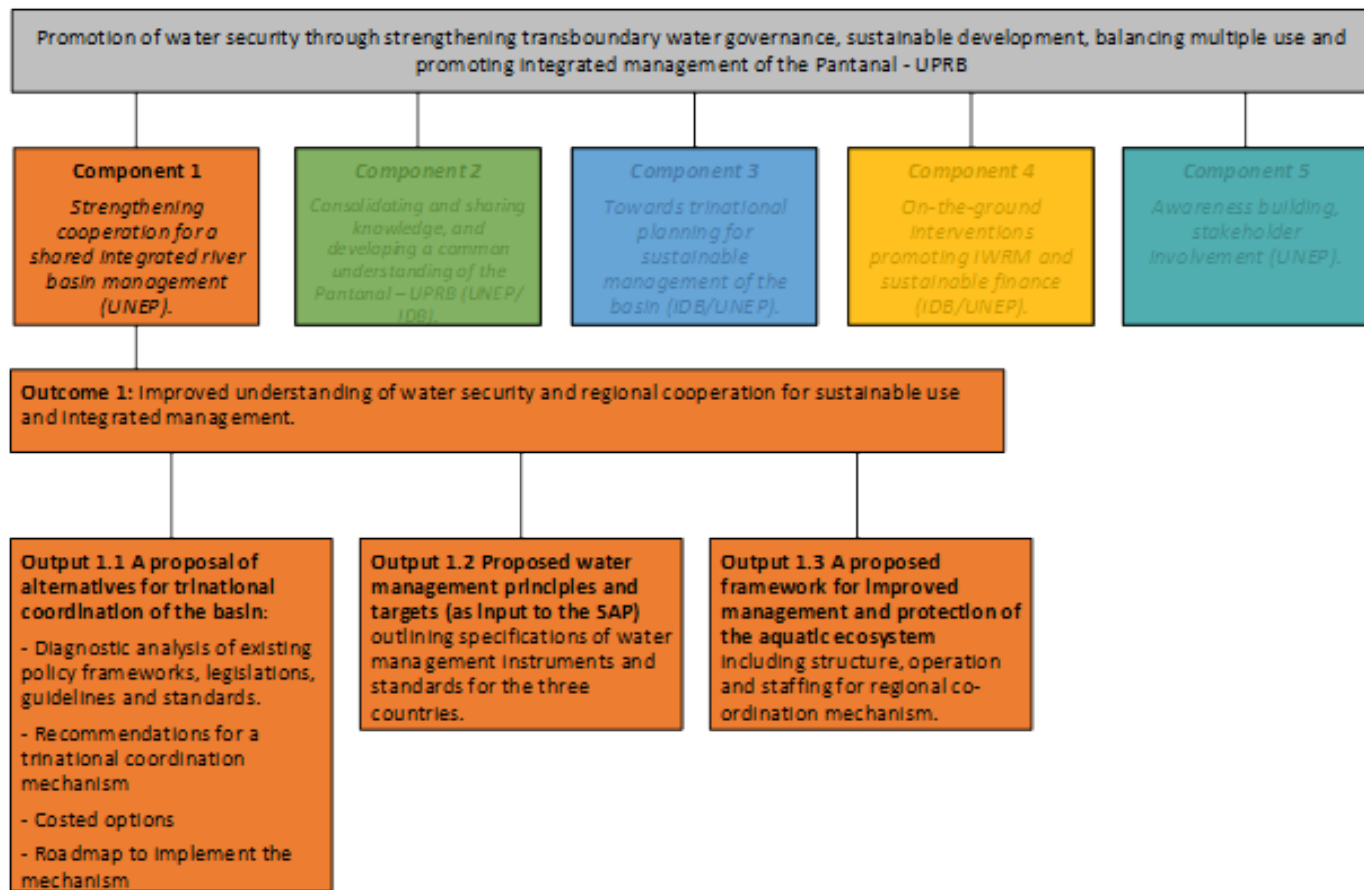 Promotion of water security through strengthening transboundary water governance, sustainable development, balancing multiple use and
promoting integrated management of the Pantanal - UPRB
Component 1
Strengthening
cooperation for a
shared integrated river
basin management
(UNEP).
Component 2
Consolidating and sharing
knowledge, and
developing a common
understanding of the
Pantanal – UPRB (UNEP/
IDB).
Component 3
Towards trinational
planning for
sustainable
management of the
basin (IDB/UNEP).
Component 4
On-the-ground
interventions
promoting IWRM and
sustainable finance
(IDB/UNEP).
Component 5
Awareness building,
stakeholder
involvement (UNEP).
Outcome 1: Improved understanding of water security and regional cooperation for sustainable use
and integrated management.
Output 1.1 A proposal of
alternatives for trinational
coordination of the basin:
- Diagnostic analysis of existing
policy frameworks, legislations,
guidelines and standards.
- Recommendations for a
trinational coordination
mechanism
- Costed options
- Roadmap to implement the
mechanism
Output 1.2 Proposed water
management principles and
targets (as input to the SAP)
outlining specifications of water
management instruments and
standards for the three
countries.
Output 1.3 A proposed
framework for improved
management and protection of
the aquatic ecosystem
including structure, operation
and staffing for regional co-
ordination mechanism.